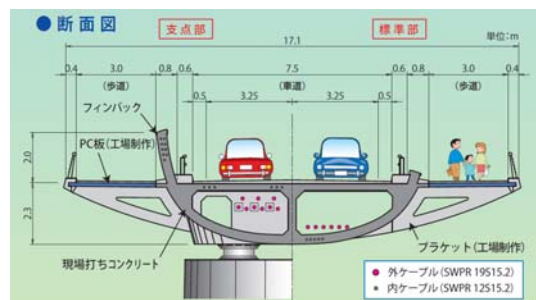 ● 断面図
支点部
標準部
単位：m
17.1
0.4 3.0 0.8 0.6 7.5 0.6 0.8 3.0 0.4
(歩道) (車道) (歩道)
0.5 3.25 3.25 0.5
フィンバック
PC板(工場制作)
2.0
2.3
現場打ちコンクリート
ブラケット(工場制作)
● 外ケーブル(SWPR 19S15.2)
● 内ケーブル(SWPR 12S15.2)